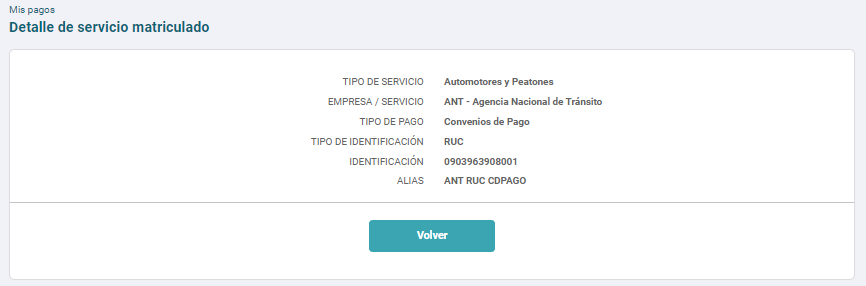 Mis pagos
Detalle de servicio matriculado
TIPO DE SERVICIO Automotores y Peatones
EMPRESA / SERVICIO ANT - Agencia Nacional de Tránsito
TIPO DE PAGO Convenios de Pago
TIPO DE IDENTIFICACIÓN RUC
IDENTIFICACIÓN 0903963908001
ALIAS ANT RUC CDPAGO
Volver